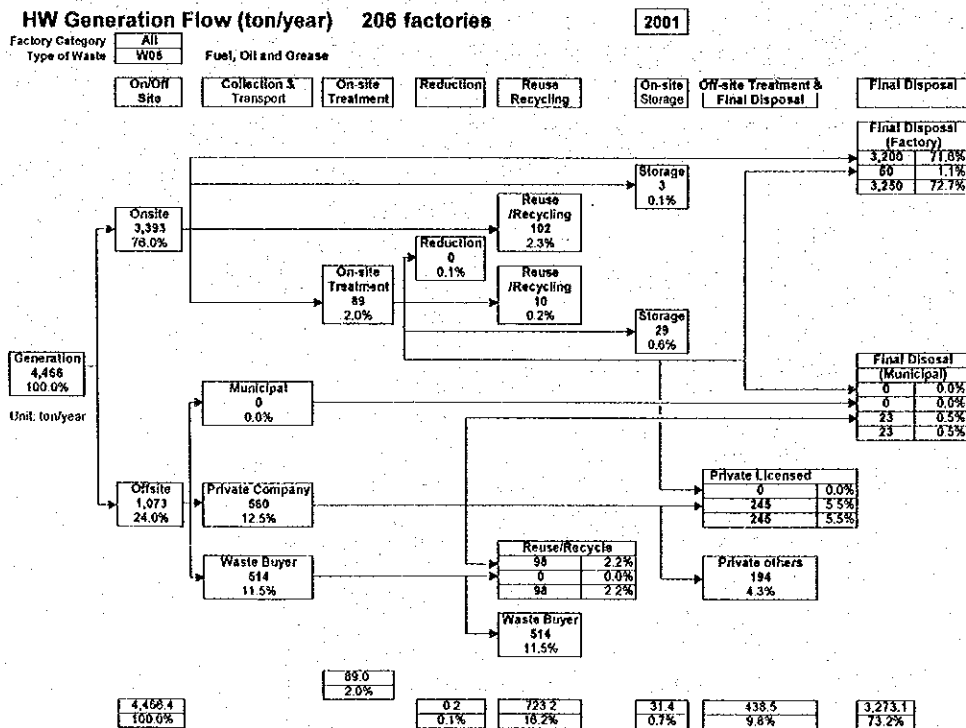 HW Generation Flow (ton/year) 206 factories
2001
Factory Category All
Type of Waste W05 Fuel, Oil and Grease
On/Off Site
Collection & Transport
On-site Treatment
Reduction
Reuse Recycling
On-site Storage
Off-site Treatment & Final Disposal
Final Disposal
Final Disposal
(Factory)
3,200 71.6%
50 1.1%
3,250 72.7%
Storage
3
0.1%
Onsite
3,393
76.0%
Reuse
/Recycling
102
2.3%
Reduction
0
0.1%
On-site
Treatment
89
2.0%
Reuse
/Recycling
10
0.2%
Storage
29
0.6%
Generation
4,466
100.0%
Unit: ton/year
Municipal
0
0.0%
Final Disosal
(Municipal)
0 0.0%
0 0.0%
23 0.5%
23 0.5%
Offsite
1,073
24.0%
Private Company
560
12.5%
Private Licensed
0 0.0%
245 5.5%
245 5.5%
Waste Buyer
514
11.5%
Reuse/Recycle
98 2.2%
0 0.0%
98 2.2%
Private others
194
4.3%
Waste Buyer
514
11.5%
89.0
2.0%
4,466.4
100.0%
0.2
0.1%
723.2
16.2%
31.4
0.7%
438.5
9.8%
3,273.1
73.2%